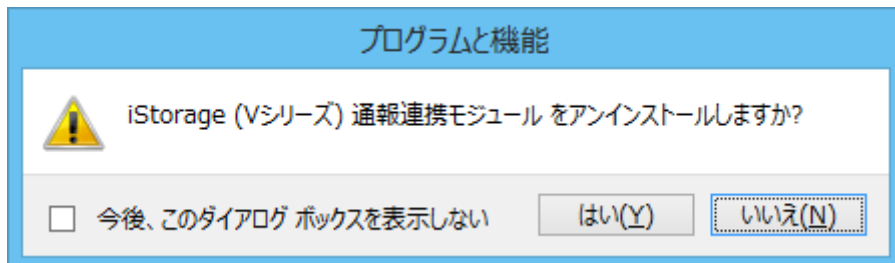 プログラムと機能
iStorage (Vシリーズ) 通報連携モジュール をアンインストールしますか?
今後、このダイアログ ボックスを表示しない
はい(Y)
いいえ(N)